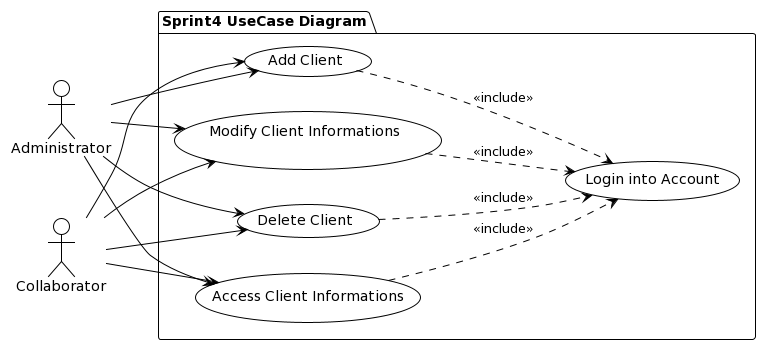 Sprint4 UseCase Diagram
Add Client
«include»
Administrator
Modify Client Informations
«include»
Login into Account
«include»
Delete Client
«include»
Collaborator
Access Client Informations